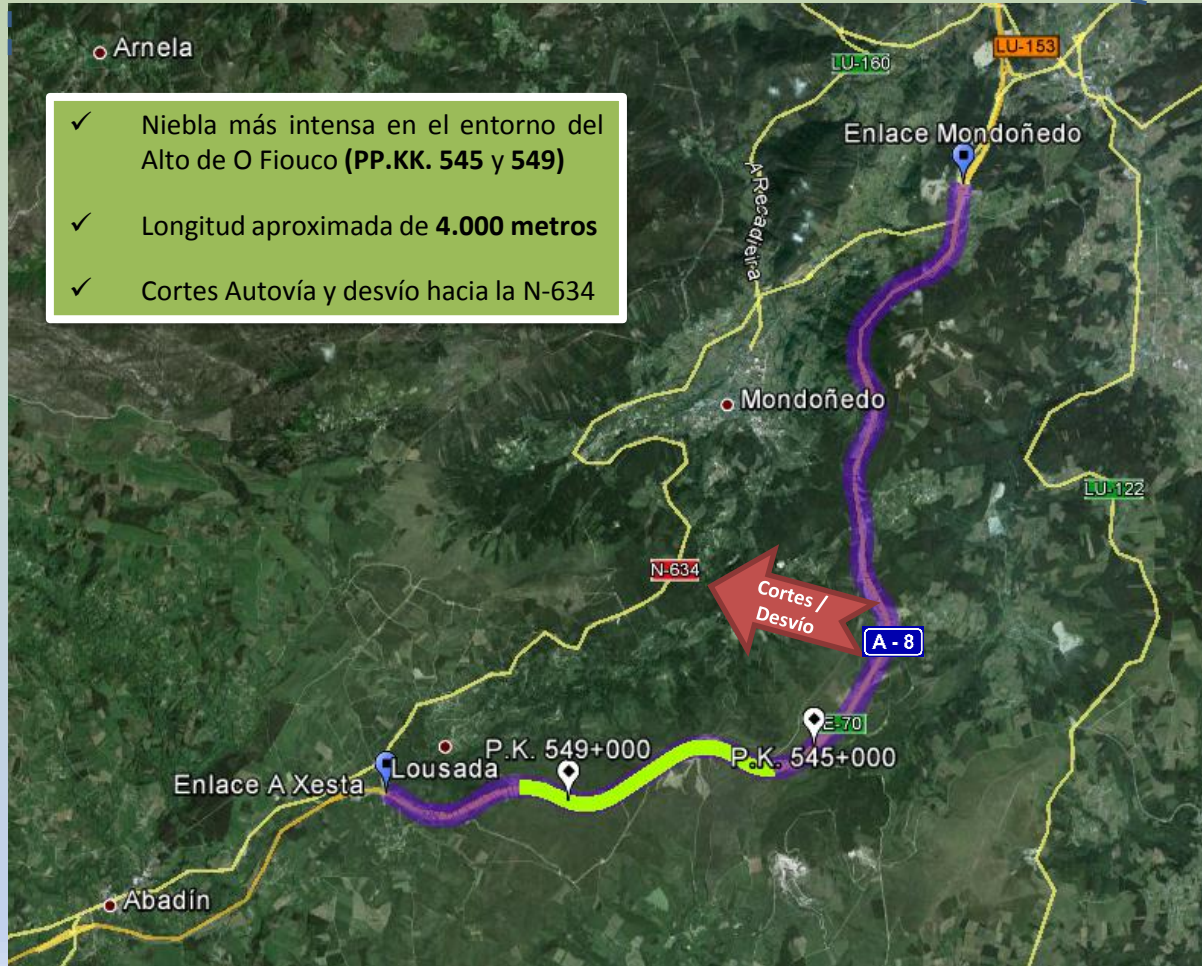 Arnela
LU-153
LU-160
✓ Niebla más intensa en el entorno del
Alto de O Fiouco (PP.KK. 545 y 549)
✓ Longitud aproximada de 4.000 metros
✓ Cortes Autovía y desvío hacia la N-634
Enlace Mondoñedo
A Recadieira
Mondoñedo
LU-122
N-634
Cortes /
Desvío
A - 8
E-70
P.K. 549+000
P.K. 545+000
Lousada
Enlace A Xesta
Abadín